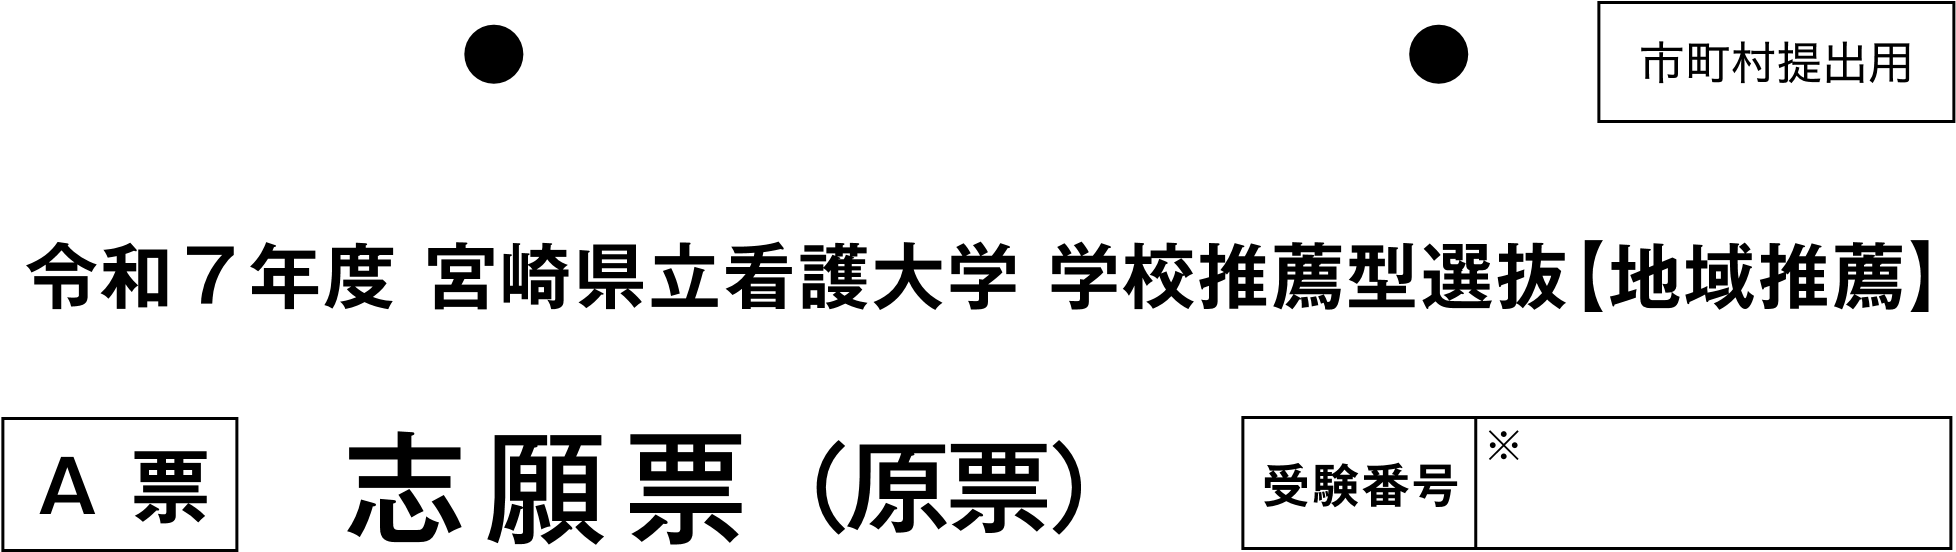 市町村提出用
令和７年度 宮崎県立看護大学 学校推薦型選抜【地域推薦】
Ａ 票 志願票（原票） 受験番号 ※